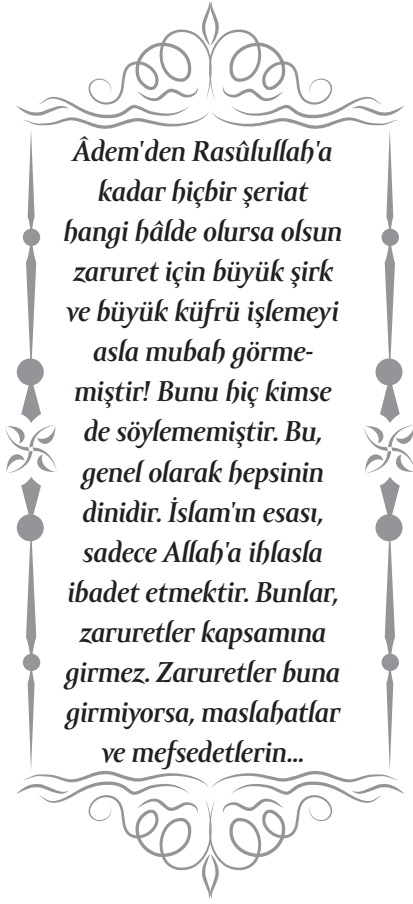 Âdem'den Rasûlullah'a
kadar hiçbir şeriat
hangi hâlde olursa olsun
zaruret için büyük şirk
ve büyük küfrü işlemeyi
asla mubah görme-
miştir! Bunu hiç kimse
de söylememiştir. Bu,
genel olarak hepsinin
dinidir. İslam'ın esası,
sadece Allah'a ihlasla
ibadet etmektir. Bunlar,
zaruretler kapsamına
girmez. Zaruretler buna
girmiyorsa, maslahatlar
ve mefsedetlerin...